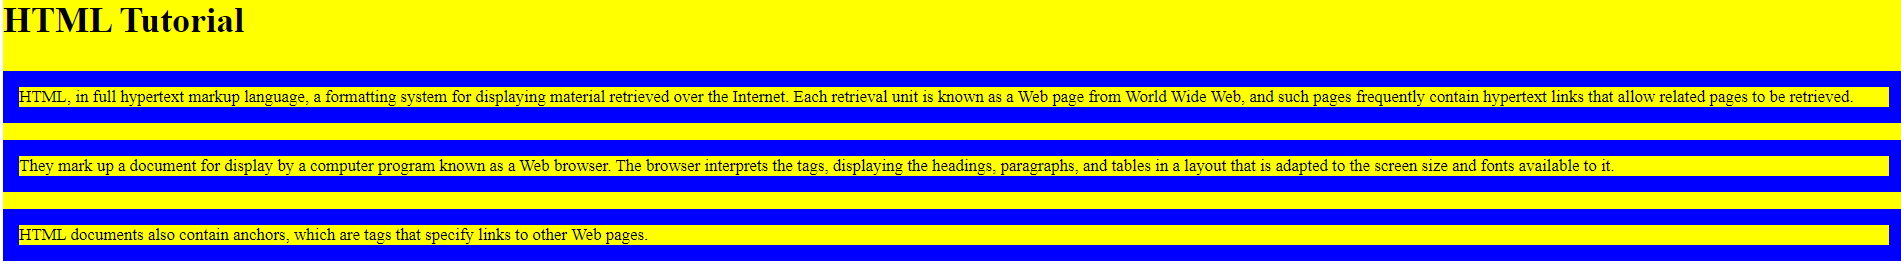 HTML Tutorial
HTML, in full hypertext markup language, a formatting system for displaying material retrieved over the Internet. Each retrieval unit is known as a Web page from World Wide Web, and such pages frequently contain hypertext links that allow related pages to be retrieved.
They mark up a document for display by a computer program known as a Web browser. The browser interprets the tags, displaying the headings, paragraphs, and tables in a layout that is adapted to the screen size and fonts available to it.
HTML documents also contain anchors, which are tags that specify links to other Web pages.